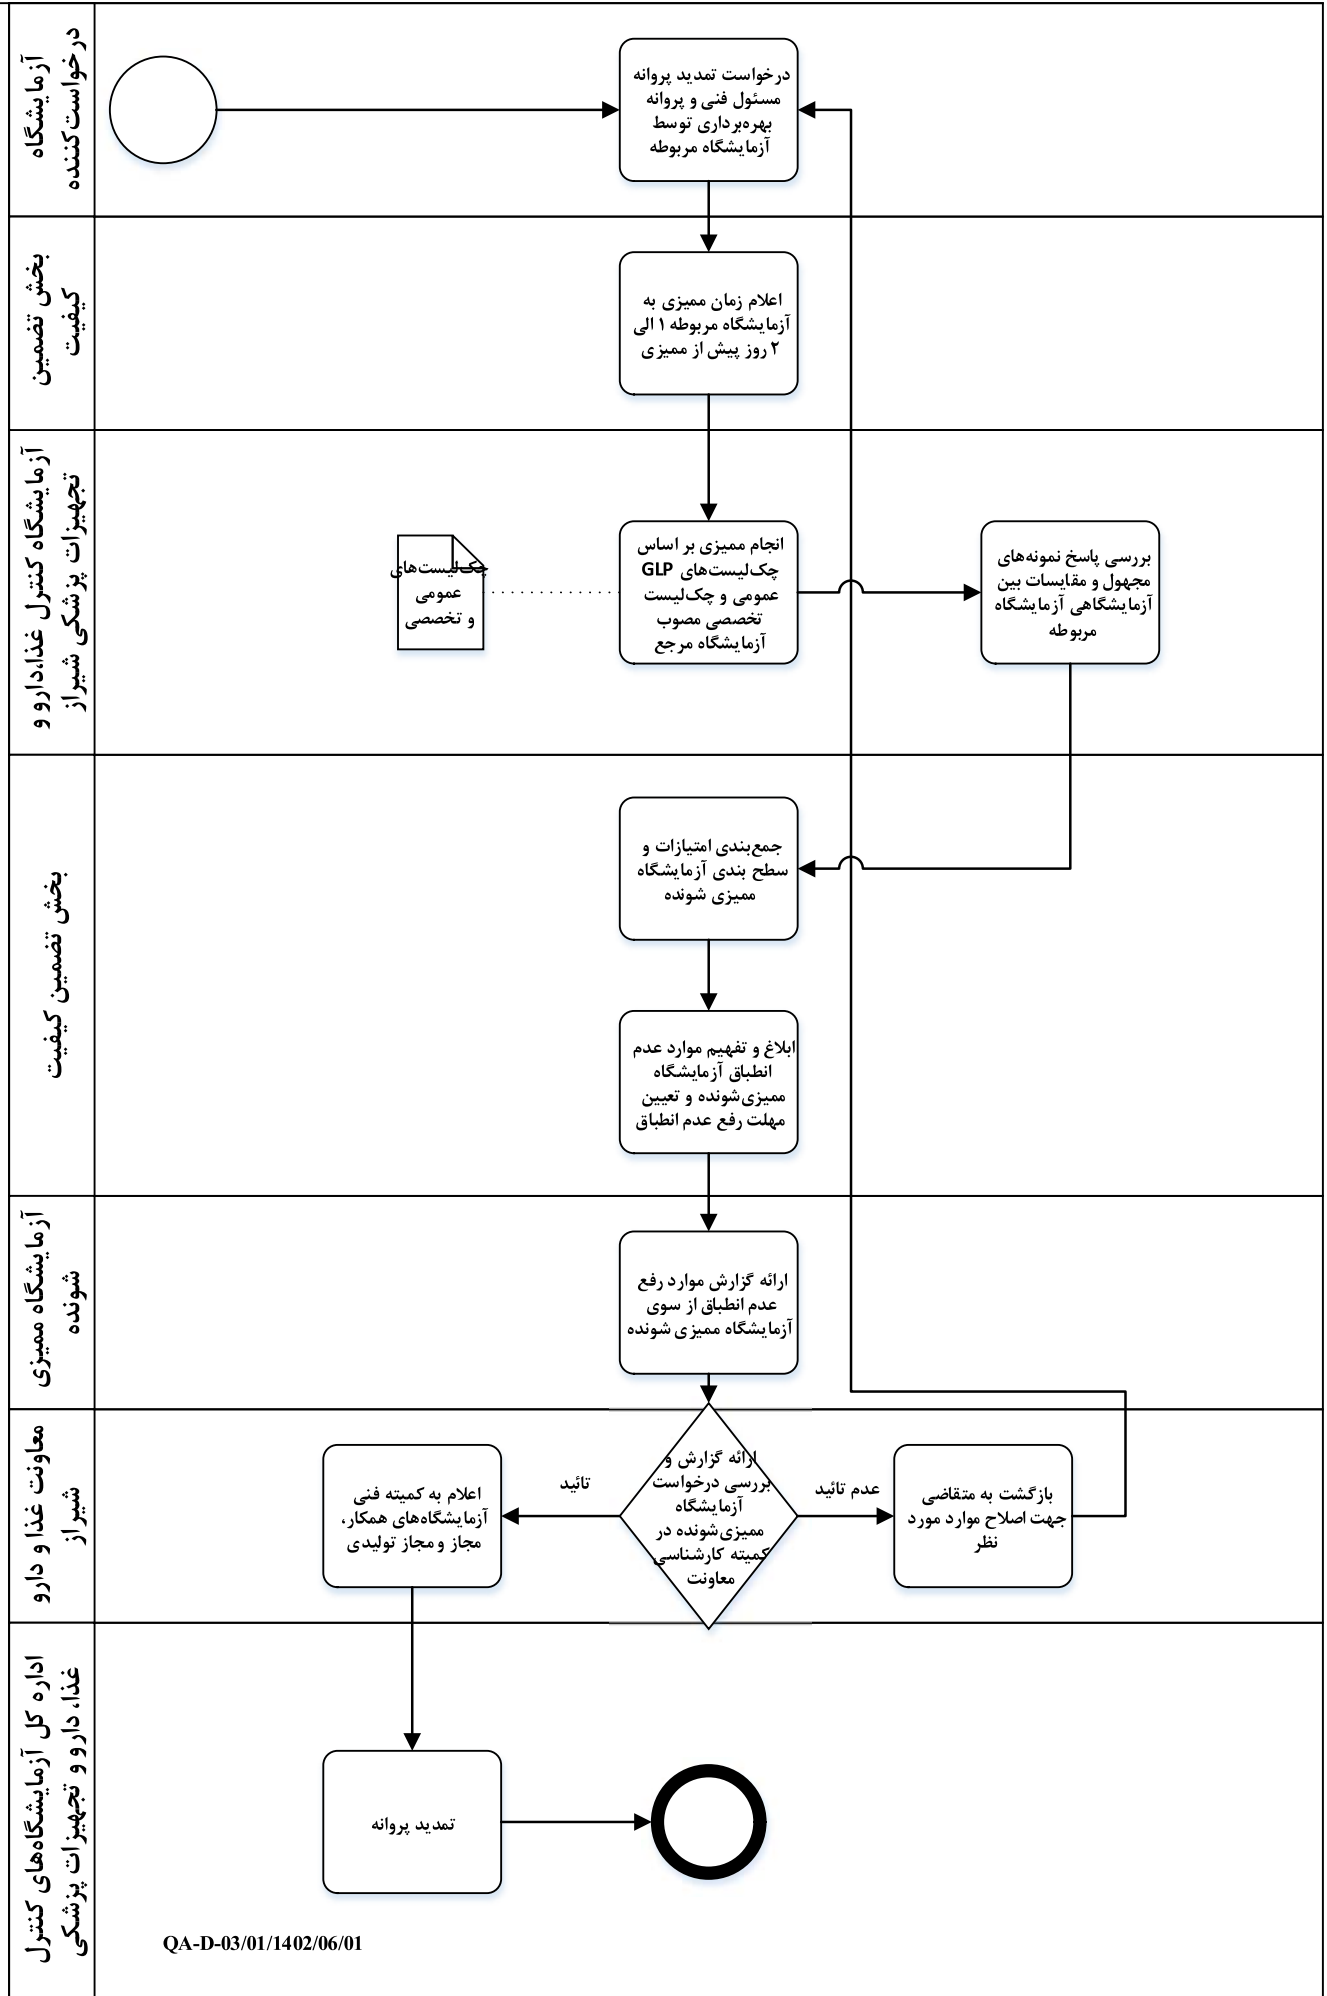 آزمایشگاه
درخواست‌کننده
درخواست تمدید پروانه
مسئول فنی و پروانه
بهره‌برداری توسط
آزمایشگاه مربوطه
بخش تضمین
کیفیت
اعلام زمان ممیزی به
آزمایشگاه مربوطه ۱ الی
۲ روز پیش از ممیزی
آزمایشگاه کنترل غذا،دارو و
تجهیزات پزشکی شیراز
بررسی پاسخ نمونه‌های
مجهول و مقایسات بین
آزمایشگاهی آزمایشگاه
مربوطه
انجام ممیزی بر اساس
چک‌لیست‌های GLP
عمومی و چک‌لیست
تخصصی مصوب
آزمایشگاه مرجع
چک‌لیست‌های
عمومی
و تخصصی
بخش تضمین کیفیت
جمع‌بندی امتیازات و
سطح بندی آزمایشگاه
ممیزی شونده
ابلاغ و تفهیم موارد عدم
انطباق آزمایشگاه
ممیزی‌شونده و تعیین
مهلت رفع عدم انطباق
آزمایشگاه ممیزی
شونده
ارائه گزارش موارد رفع
عدم انطباق از سوی
آزمایشگاه ممیزی شونده
معاونت غذا و دارو
شیراز
بازگشت به متقاضی
جهت اصلاح موارد مورد
نظر
عدم تائید
ارائه گزارش و
بررسی درخواست
آزمایشگاه
ممیزی‌شونده در
کمیته کارشناسی
معاونت
تائید
اعلام به کمیته فنی
آزمایشگاه‌های همکار،
مجاز و مجاز تولیدی
اداره کل آزمایشگاه‌های کنترل
غذا، دارو و تجهیزات پزشکی
تمدید پروانه
QA-D-03/01/1402/06/01